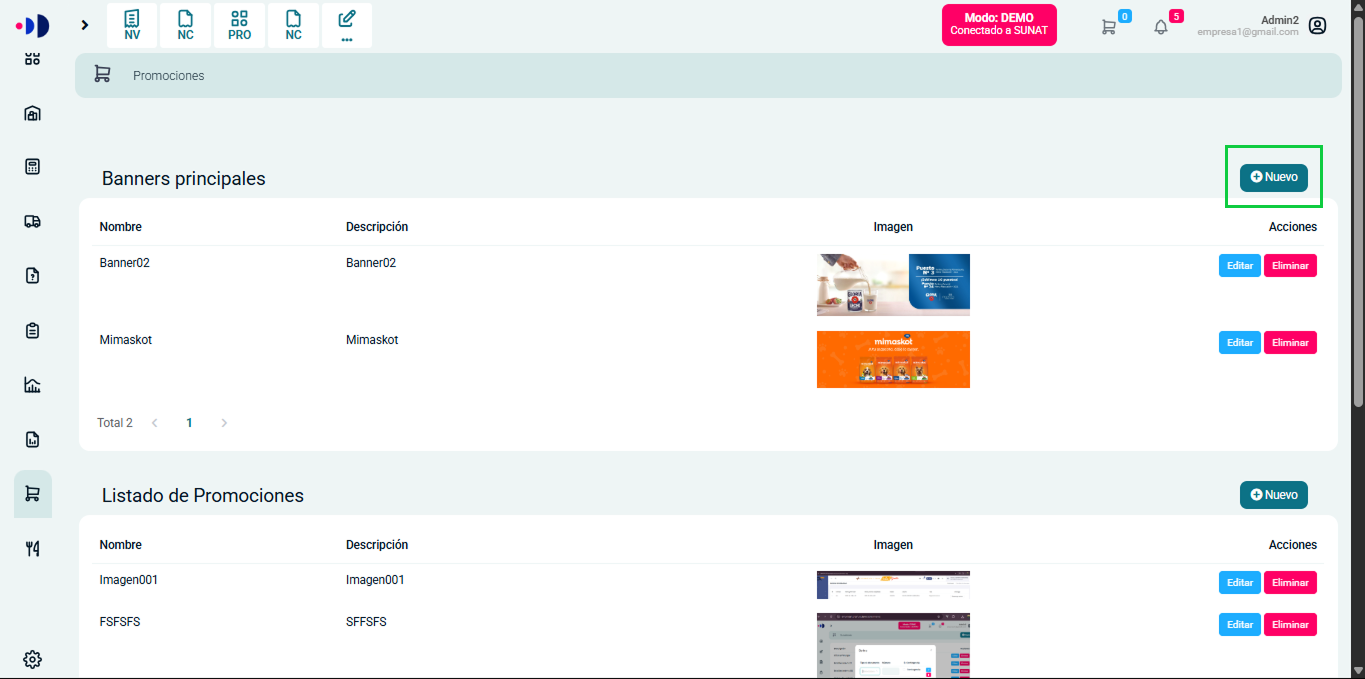 NV
NC
PRO
NC
...
Modo: DEMO
Conectado a SUNAT
0
5
Admin2
empresa1@gmail.com
Promociones
Banners principales
Nuevo
Nombre Descripción Imagen Acciones
Banner02 Banner02 Editar Eliminar
Mimaskot Mimaskot mimaskot Editar Eliminar
Total 2 1
Listado de Promociones
Nuevo
Nombre Descripción Imagen Acciones
Imagen001 Imagen001 Editar Eliminar
FSFSFS SFFSFS Editar Eliminar